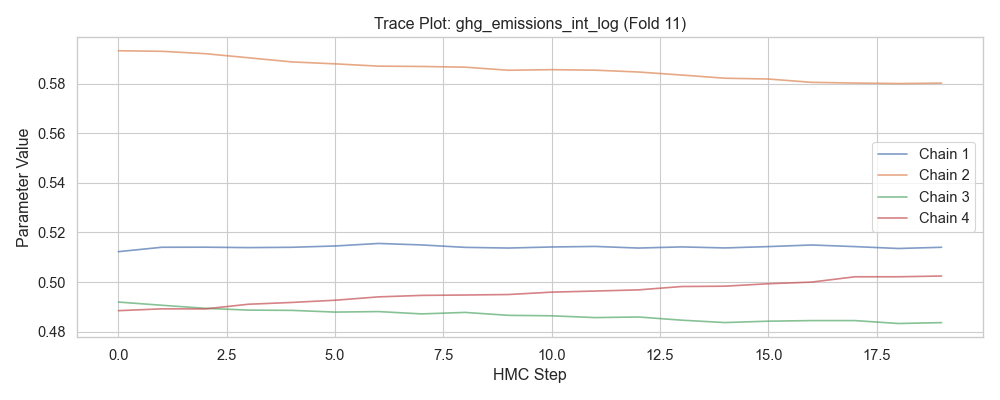 Trace Plot: ghg_emissions_int_log (Fold 11)
Parameter Value
0.58
0.56
0.54
0.52
0.50
0.48
Chain 1
Chain 2
Chain 3
Chain 4
0.0 2.5 5.0 7.5 10.0 12.5 15.0 17.5
HMC Step